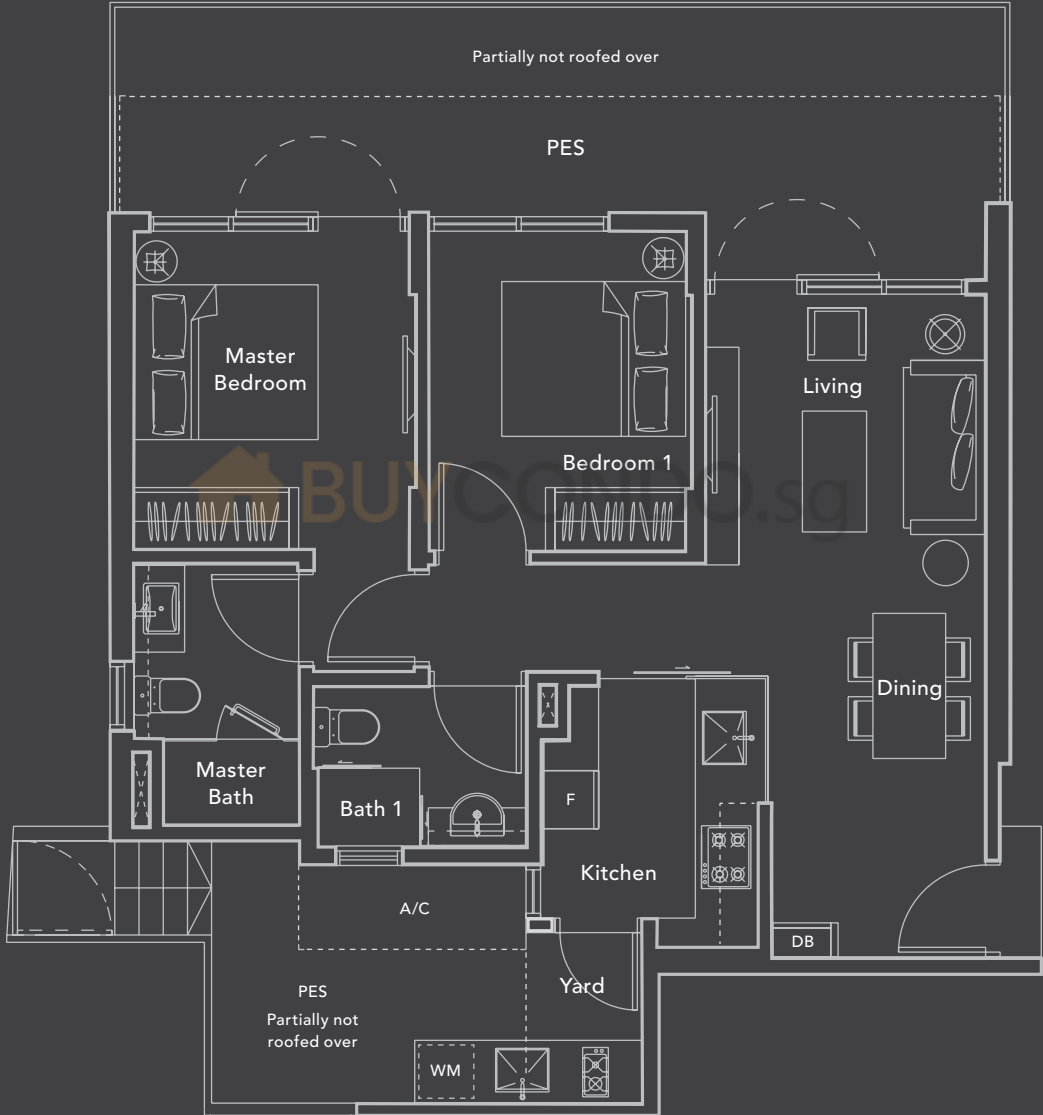 Partially not roofed over
PES
Master
Bedroom
Living
Bedroom 1
BUYCONDO.sg
Dining
Master
Bath
Bath 1
F
Kitchen
A/C
DB
Yard
PES
Partially not
roofed over
WM